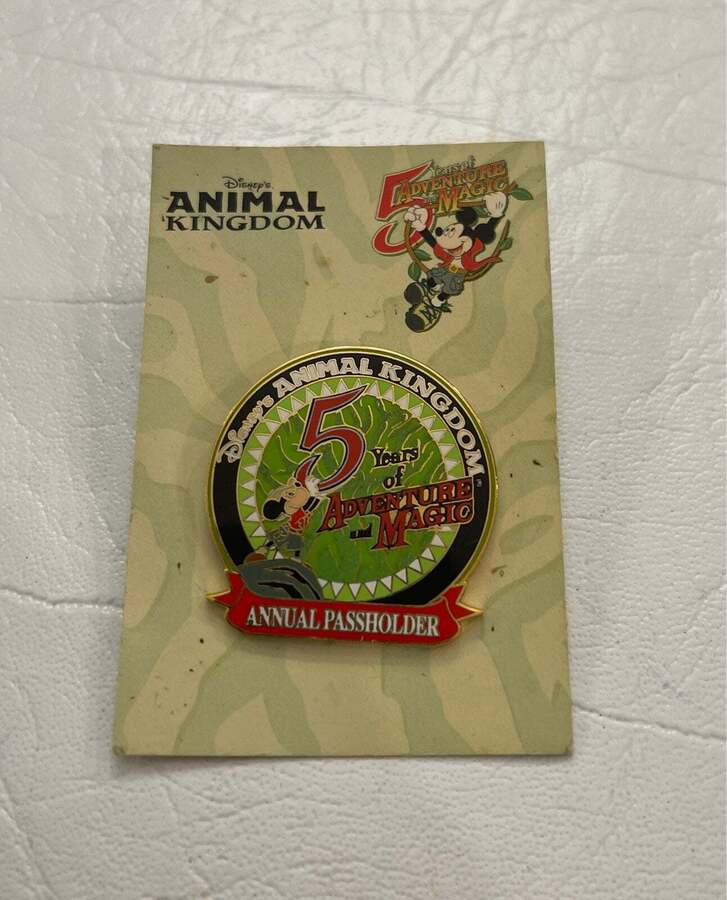 Disney's
ANIMAL
KINGDOM
5 Years of
ADVENTURE
and MAGIC
Disney's ANIMAL KINGDOM
5
Years
of
ADVENTURE
and MAGIC
ANNUAL PASSHOLDER